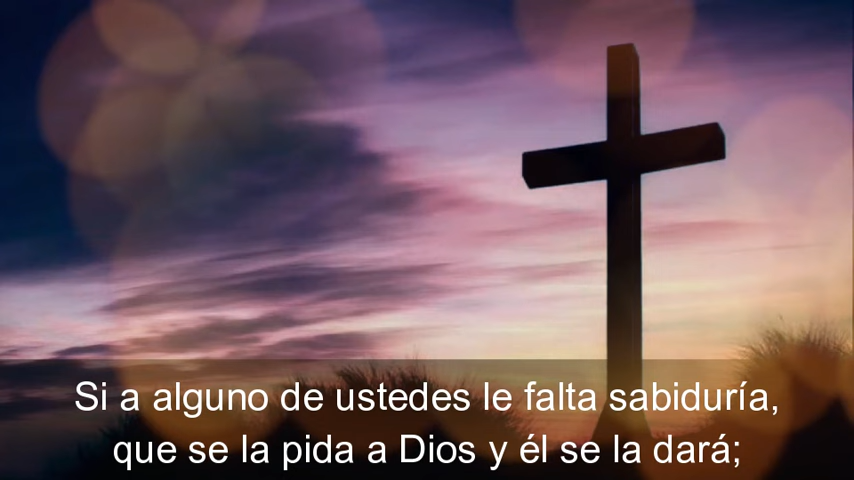 Si a alguno de ustedes le falta sabiduría,
que se la pida a Dios y él se la dará;